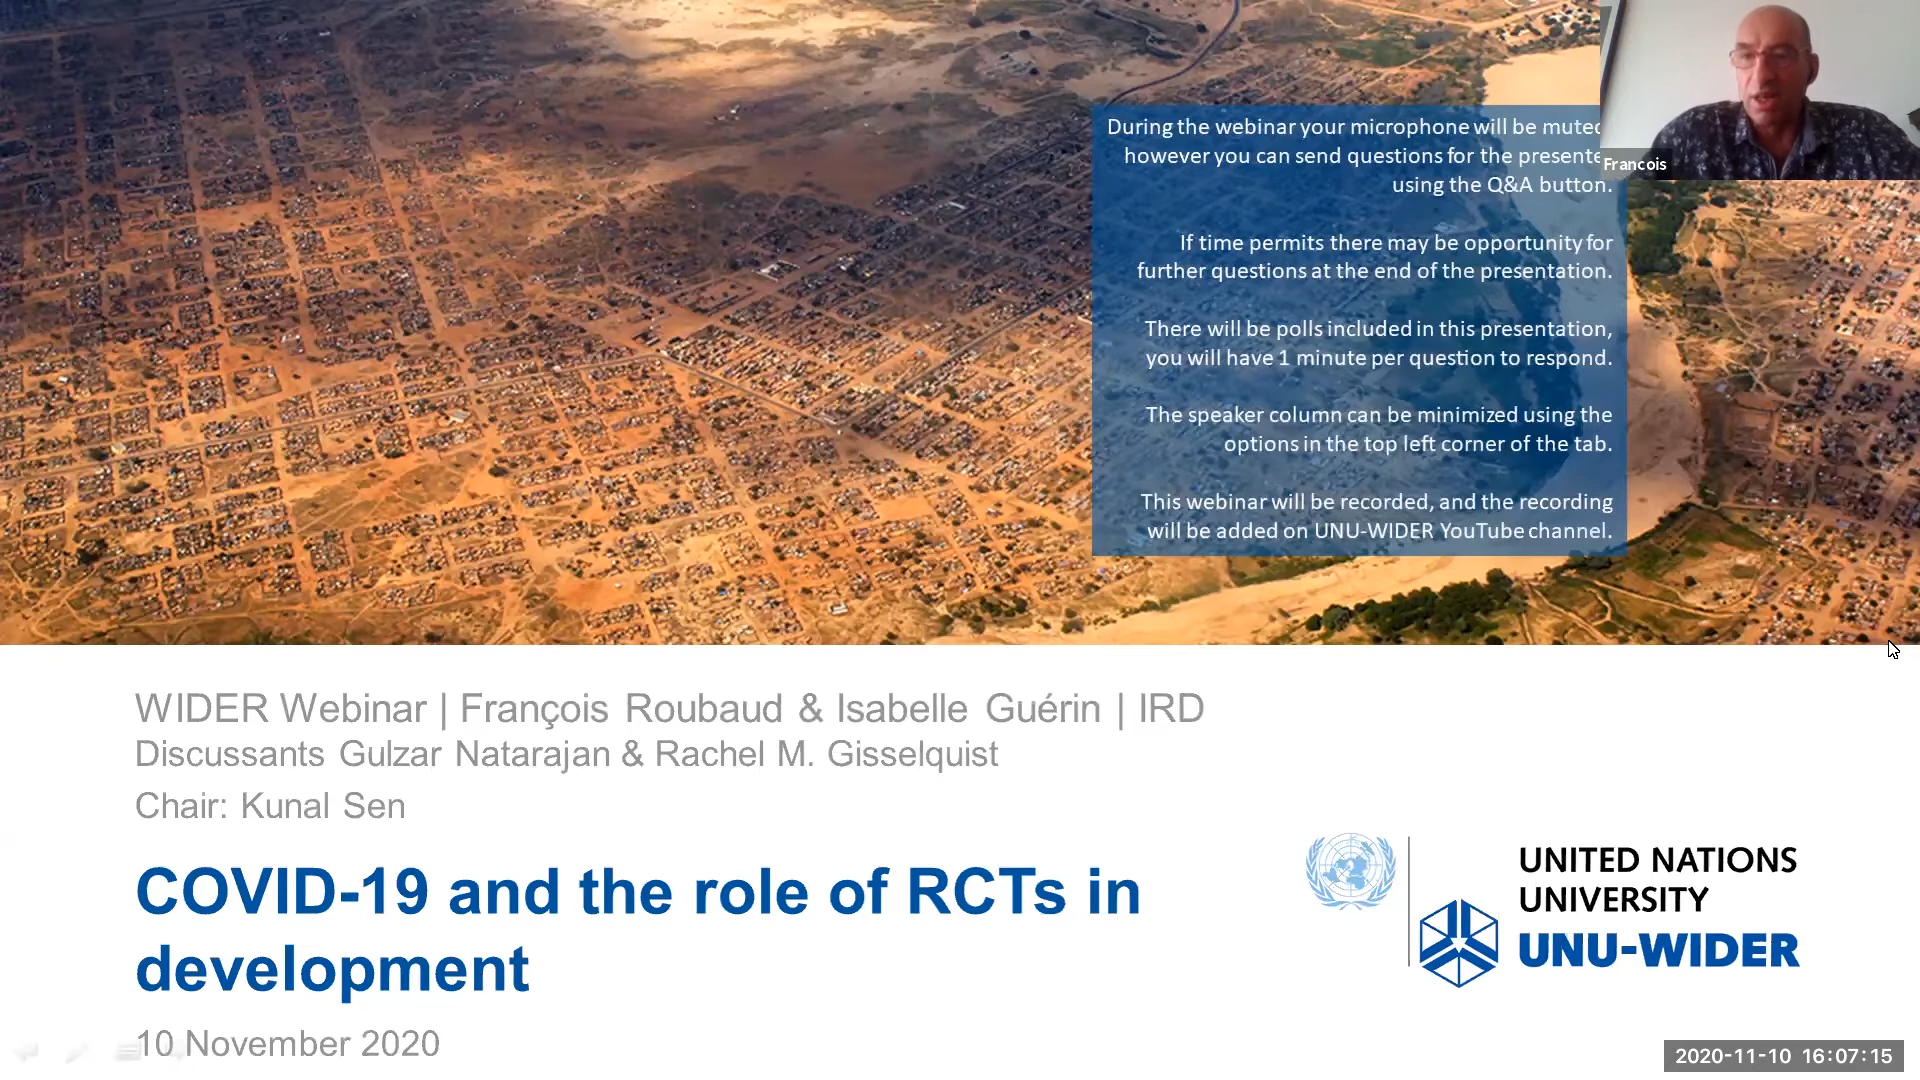 During the webinar your microphone will be muted
however you can send questions for the presente
using the Q&A button.
If time permits there may be opportunity for
further questions at the end of the presentation.
There will be polls included in this presentation,
you will have 1 minute per question to respond.
The speaker column can be minimized using the
options in the top left corner of the tab.
This webinar will be recorded, and the recording
will be added on UNU-WIDER YouTube channel.
Francois
WIDER Webinar | François Roubaud & Isabelle Guérin | IRD
Discussants Gulzar Natarajan & Rachel M. Gisselquist
Chair: Kunal Sen
COVID-19 and the role of RCTs in
development
10 November 2020
UNITED NATIONS
UNIVERSITY
UNU-WIDER
2020-11-10 16:07:15